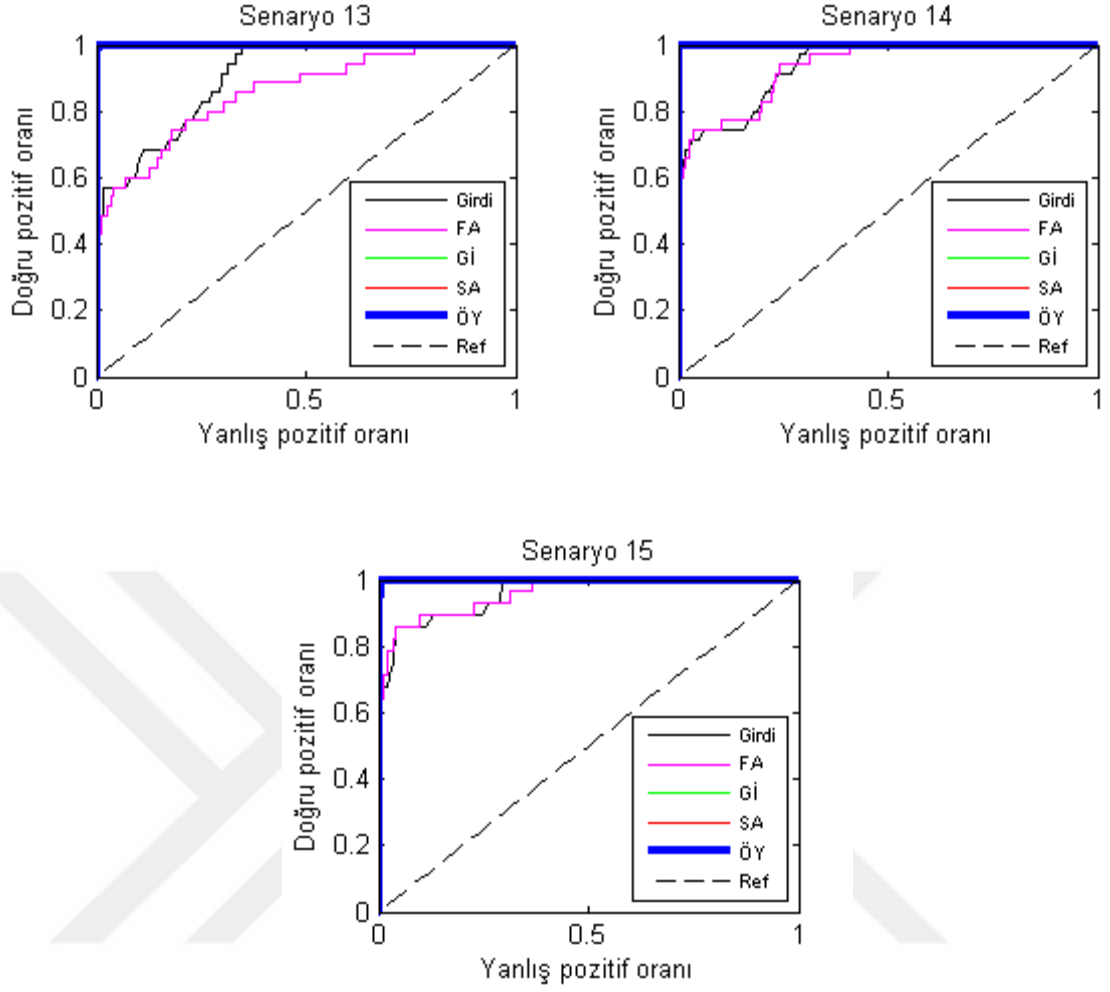 Senaryo 13
1
0.8
0.6
0.4
0.2
0
Doğru pozitif oranı
Girdi
FA
Gİ
SA
ÖY
Ref
0
0.5
1
Yanlış pozitif oranı
Senaryo 14
1
0.8
0.6
0.4
0.2
0
Doğru pozitif oranı
Girdi
FA
Gİ
SA
ÖY
Ref
0
0.5
1
Yanlış pozitif oranı
Senaryo 15
1
0.8
0.6
0.4
0.2
0
Doğru pozitif oranı
Girdi
FA
Gİ
SA
ÖY
Ref
0
0.5
1
Yanlış pozitif oranı